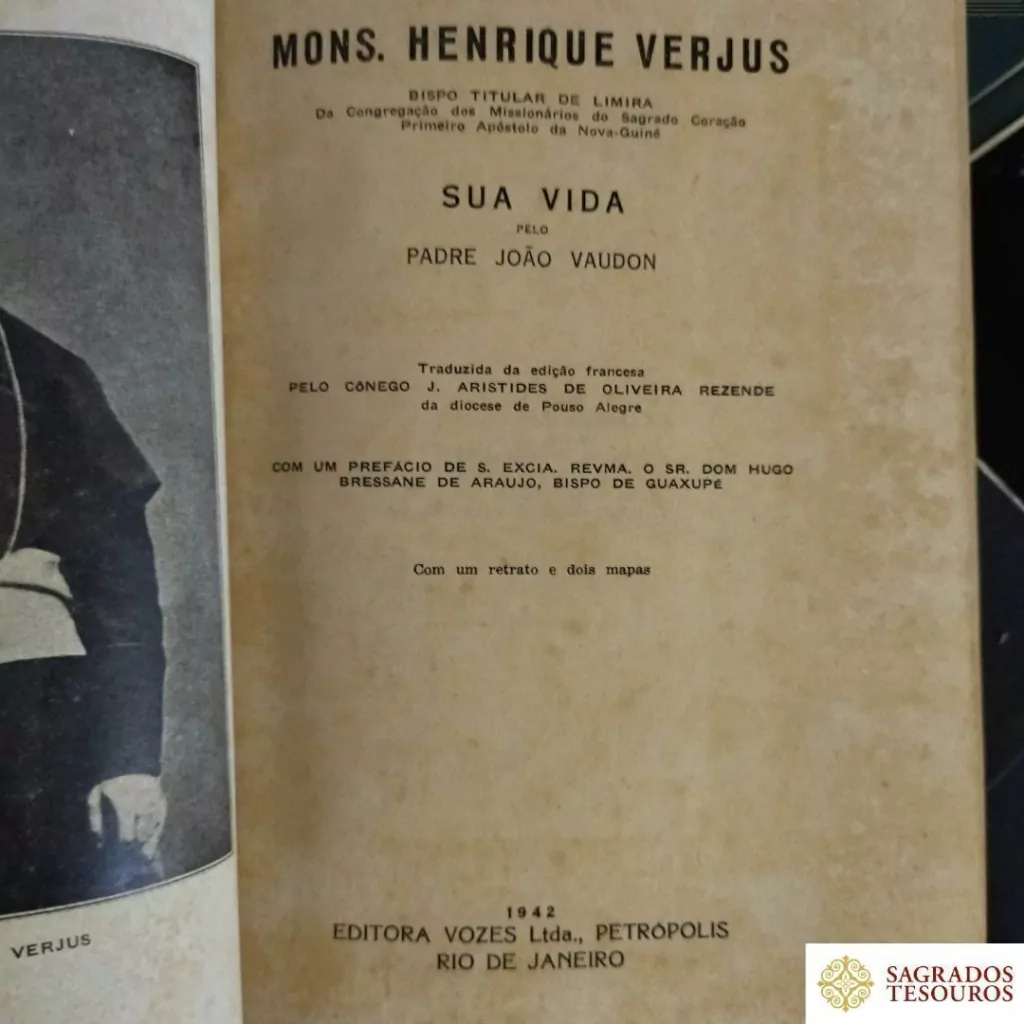 MONS. HENRIQUE VERJUS
BISPO TITULAR DE LIMIRA
Da Congregação dos Missionários do Sagrado Coração
Primeiro Apóstolo da Nova-Guiné
SUA VIDA
PELO
PADRE JOÃO VAUDON
Traduzida da edição francesa
PELO CÔNEGO J. ARISTIDES DE OLIVEIRA REZENDE
da diocese de Pouso Alegre
COM UM PREFÁCIO DE S. EXCIA. REVMA. O SR. DOM HUGO
BRESSANE DE ARAUJO, BISPO DE GUAXUPÉ
Com um retrato e dois mapas
1942
EDITORA VOZES Ltda., PETRÓPOLIS
RIO DE JANEIRO
VERJUS
SAGRADOS
TESOUROS